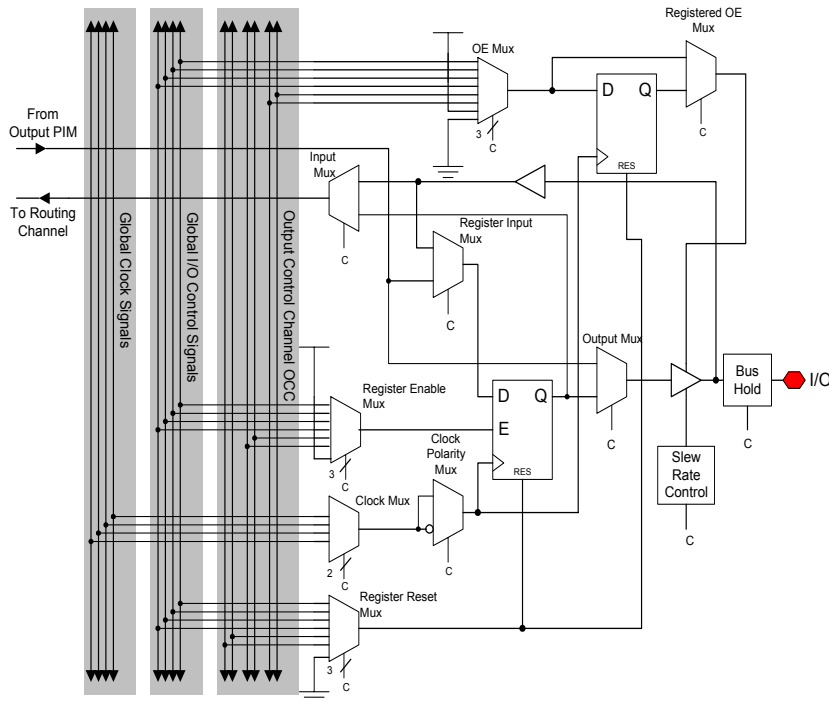 Registered OE
Mux
OE Mux
D Q
RES
3
C
C
From
Output PIM
Input
Mux
To Routing
Channel
C
Register Input
Mux
C
Global Clock Signals
Global I/O Control Signals
Output Control Channel OCC
Output Mux
C
Bus
Hold
I/O
C
Register Enable
Mux
3
C
D Q
E
RES
Clock
Polarity
Mux
C
Slew
Rate
Control
C
Clock Mux
2
C
Register Reset
Mux
3
C